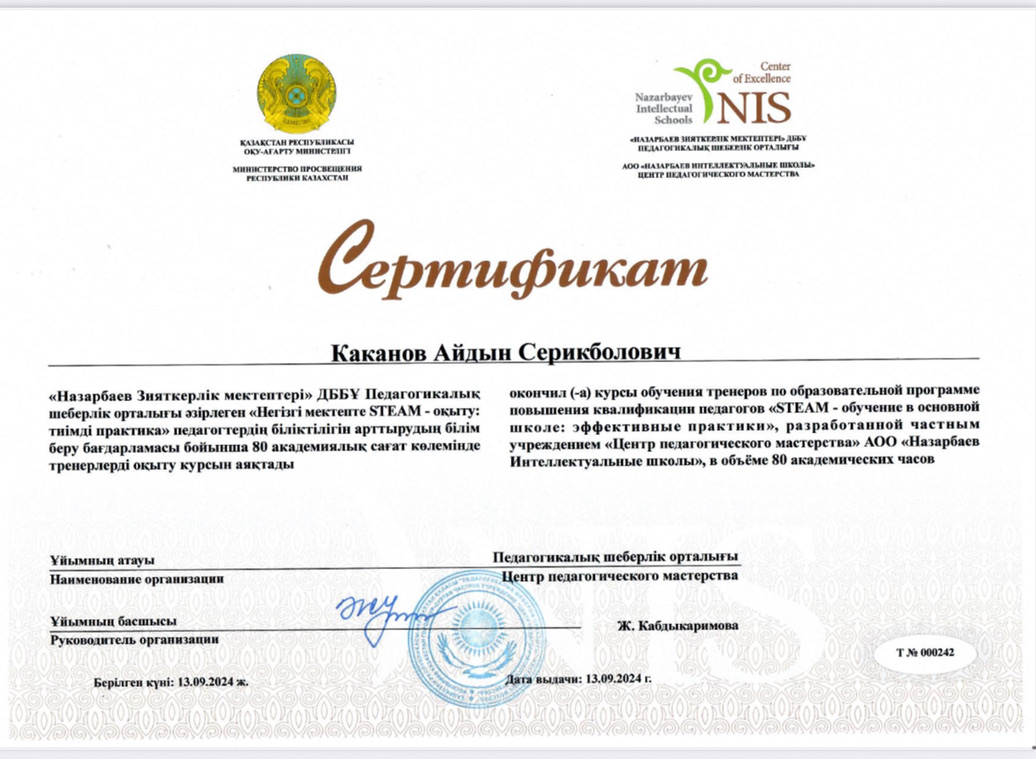 ҚАЗАҚСТАН РЕСПУБЛИКАСЫ
ОҚУ-АҒАРТУ МИНИСТРЛІГІ
МИНИСТЕРСТВО ПРОСВЕЩЕНИЯ
РЕСПУБЛИКИ КАЗАХСТАН
Center
of Excellence
Nazarbayev
Intellectual
Schools
NIS
«НАЗАРБАЕВ ЗИЯТКЕРЛІК МЕКТЕПТЕРІ» ДББҰ
ПЕДАГОГИКАЛЫҚ ШЕБЕРЛІК ОРТАЛЫҒЫ
АОО «НАЗАРБАЕВ ИНТЕЛЛЕКТУАЛЬНЫЕ ШКОЛЫ»
ЦЕНТР ПЕДАГОГИЧЕСКОГО МАСТЕРСТВА
Сертификат
Каканов Айдын Серикболович
«Назарбаев Зияткерлік мектептері» ДББҰ Педагогикалық
шеберлік орталығы әзірлеген «Негізгі мектепте STEAM - оқыту:
тиімді практика» педагогтердің біліктілігін арттырудың білім
беру бағдарламасы бойынша 80 академиялық сағат көлемінде
тренерлерді оқыту курсын аяқтады
окончил (-а) курсы обучения тренеров по образовательной программе
повышения квалификации педагогов «STEAM - обучение в основной
школе: эффективные практики», разработанной частным
учреждением «Центр педагогического мастерства» АОО «Назарбаев
Интеллектуальные школы», в объёме 80 академических часов
Ұйымның атауы
Педагогикалық шеберлік орталығы
Наименование организации
Центр педагогического мастерства
Ұйымның басшысы
Руководитель организации
Ж. Кабдыкаримова
Т № 000242
Берілген күні: 13.09.2024 ж.
Дата выдачи: 13.09.2024 г.
NIS